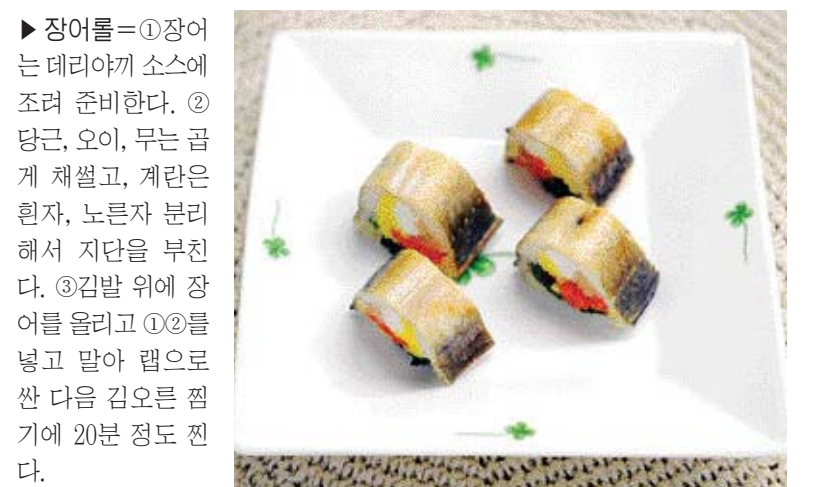 ▶ 장어롤=①장어
는 데리야끼 소스에
조려 준비한다. ②
당근, 오이, 무는 곱
게 채썰고, 계란은
흰자, 노른자 분리
해서 지단을 부친
다. ③김발 위에 장
어를 올리고 ①②를
넣고 말아 랩으로
싼 다음 김오른 찜
기에 20분 정도 찐
다.